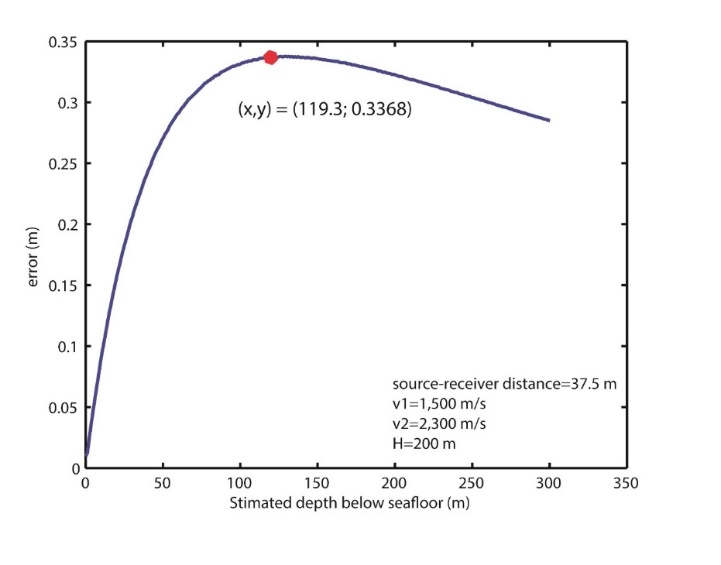 0.35
0.3
(x,y) = (119.3; 0.3368)
0.25
0.2
error (m)
0.15
0.1
source-receiver distance=37.5 m
v1=1,500 m/s
0.05
v2=2,300 m/s
H=200 m
0
0 50 100 150 200 250 300 350
Stimated depth below seafloor (m)